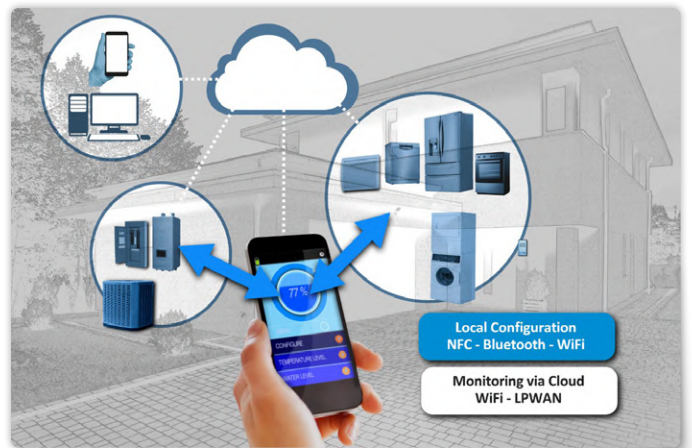 77 %
CONFIGURE
TEMPERATURE LEVEL
WATER LEVEL
Local Configuration
NFC - Bluetooth - WiFi
Monitoring via Cloud
WiFi - LPWAN